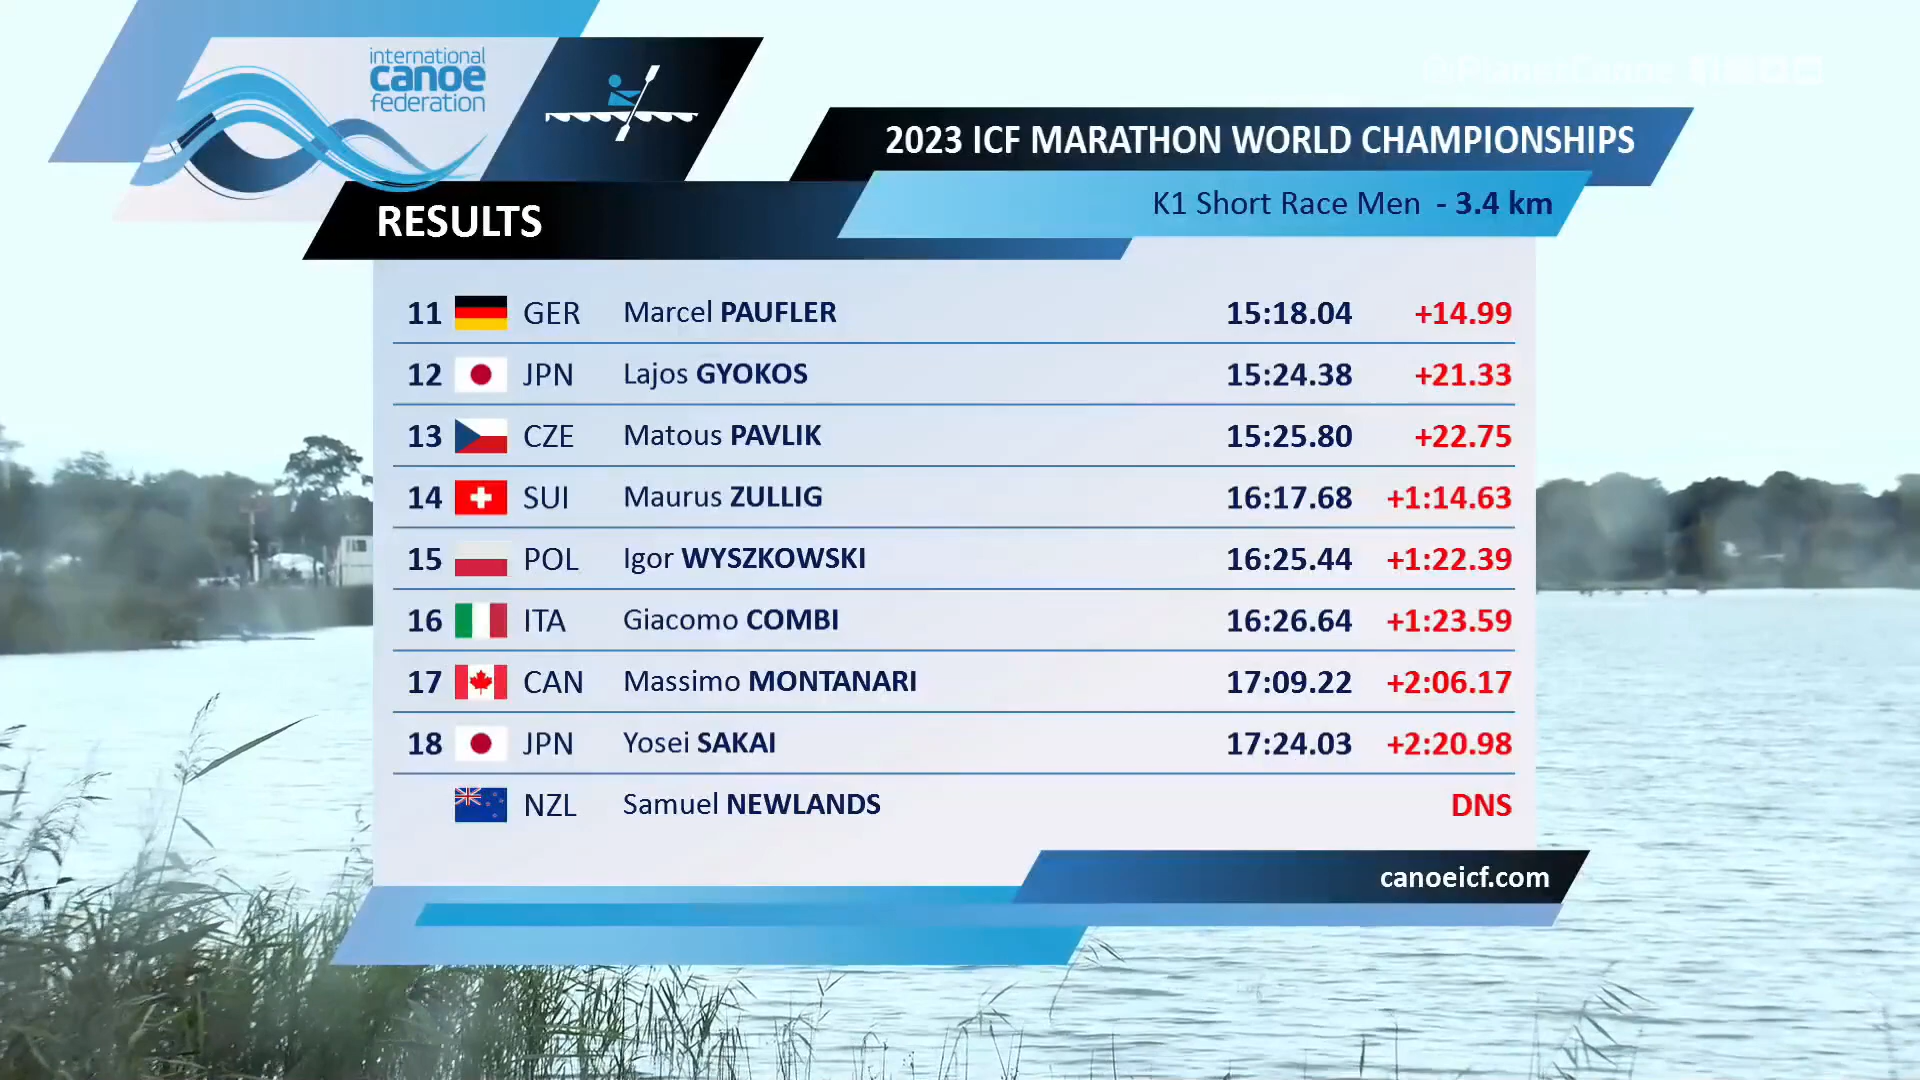 international
canoe
federation
2023 ICF MARATHON WORLD CHAMPIONSHIPS
K1 Short Race Men - 3.4 km
RESULTS
11 GER Marcel PAUFLER 15:18.04 +14.99
12 JPN Lajos GYOKOS 15:24.38 +21.33
13 CZE Matous PAVLIK 15:25.80 +22.75
14 SUI Maurus ZULLIG 16:17.68 +1:14.63
15 POL Igor WYSZKOWSKI 16:25.44 +1:22.39
16 ITA Giacomo COMBI 16:26.64 +1:23.59
17 CAN Massimo MONTANARI 17:09.22 +2:06.17
18 JPN Yosei SAKAI 17:24.03 +2:20.98
NZL Samuel NEWLANDS DNS
canoeicf.com